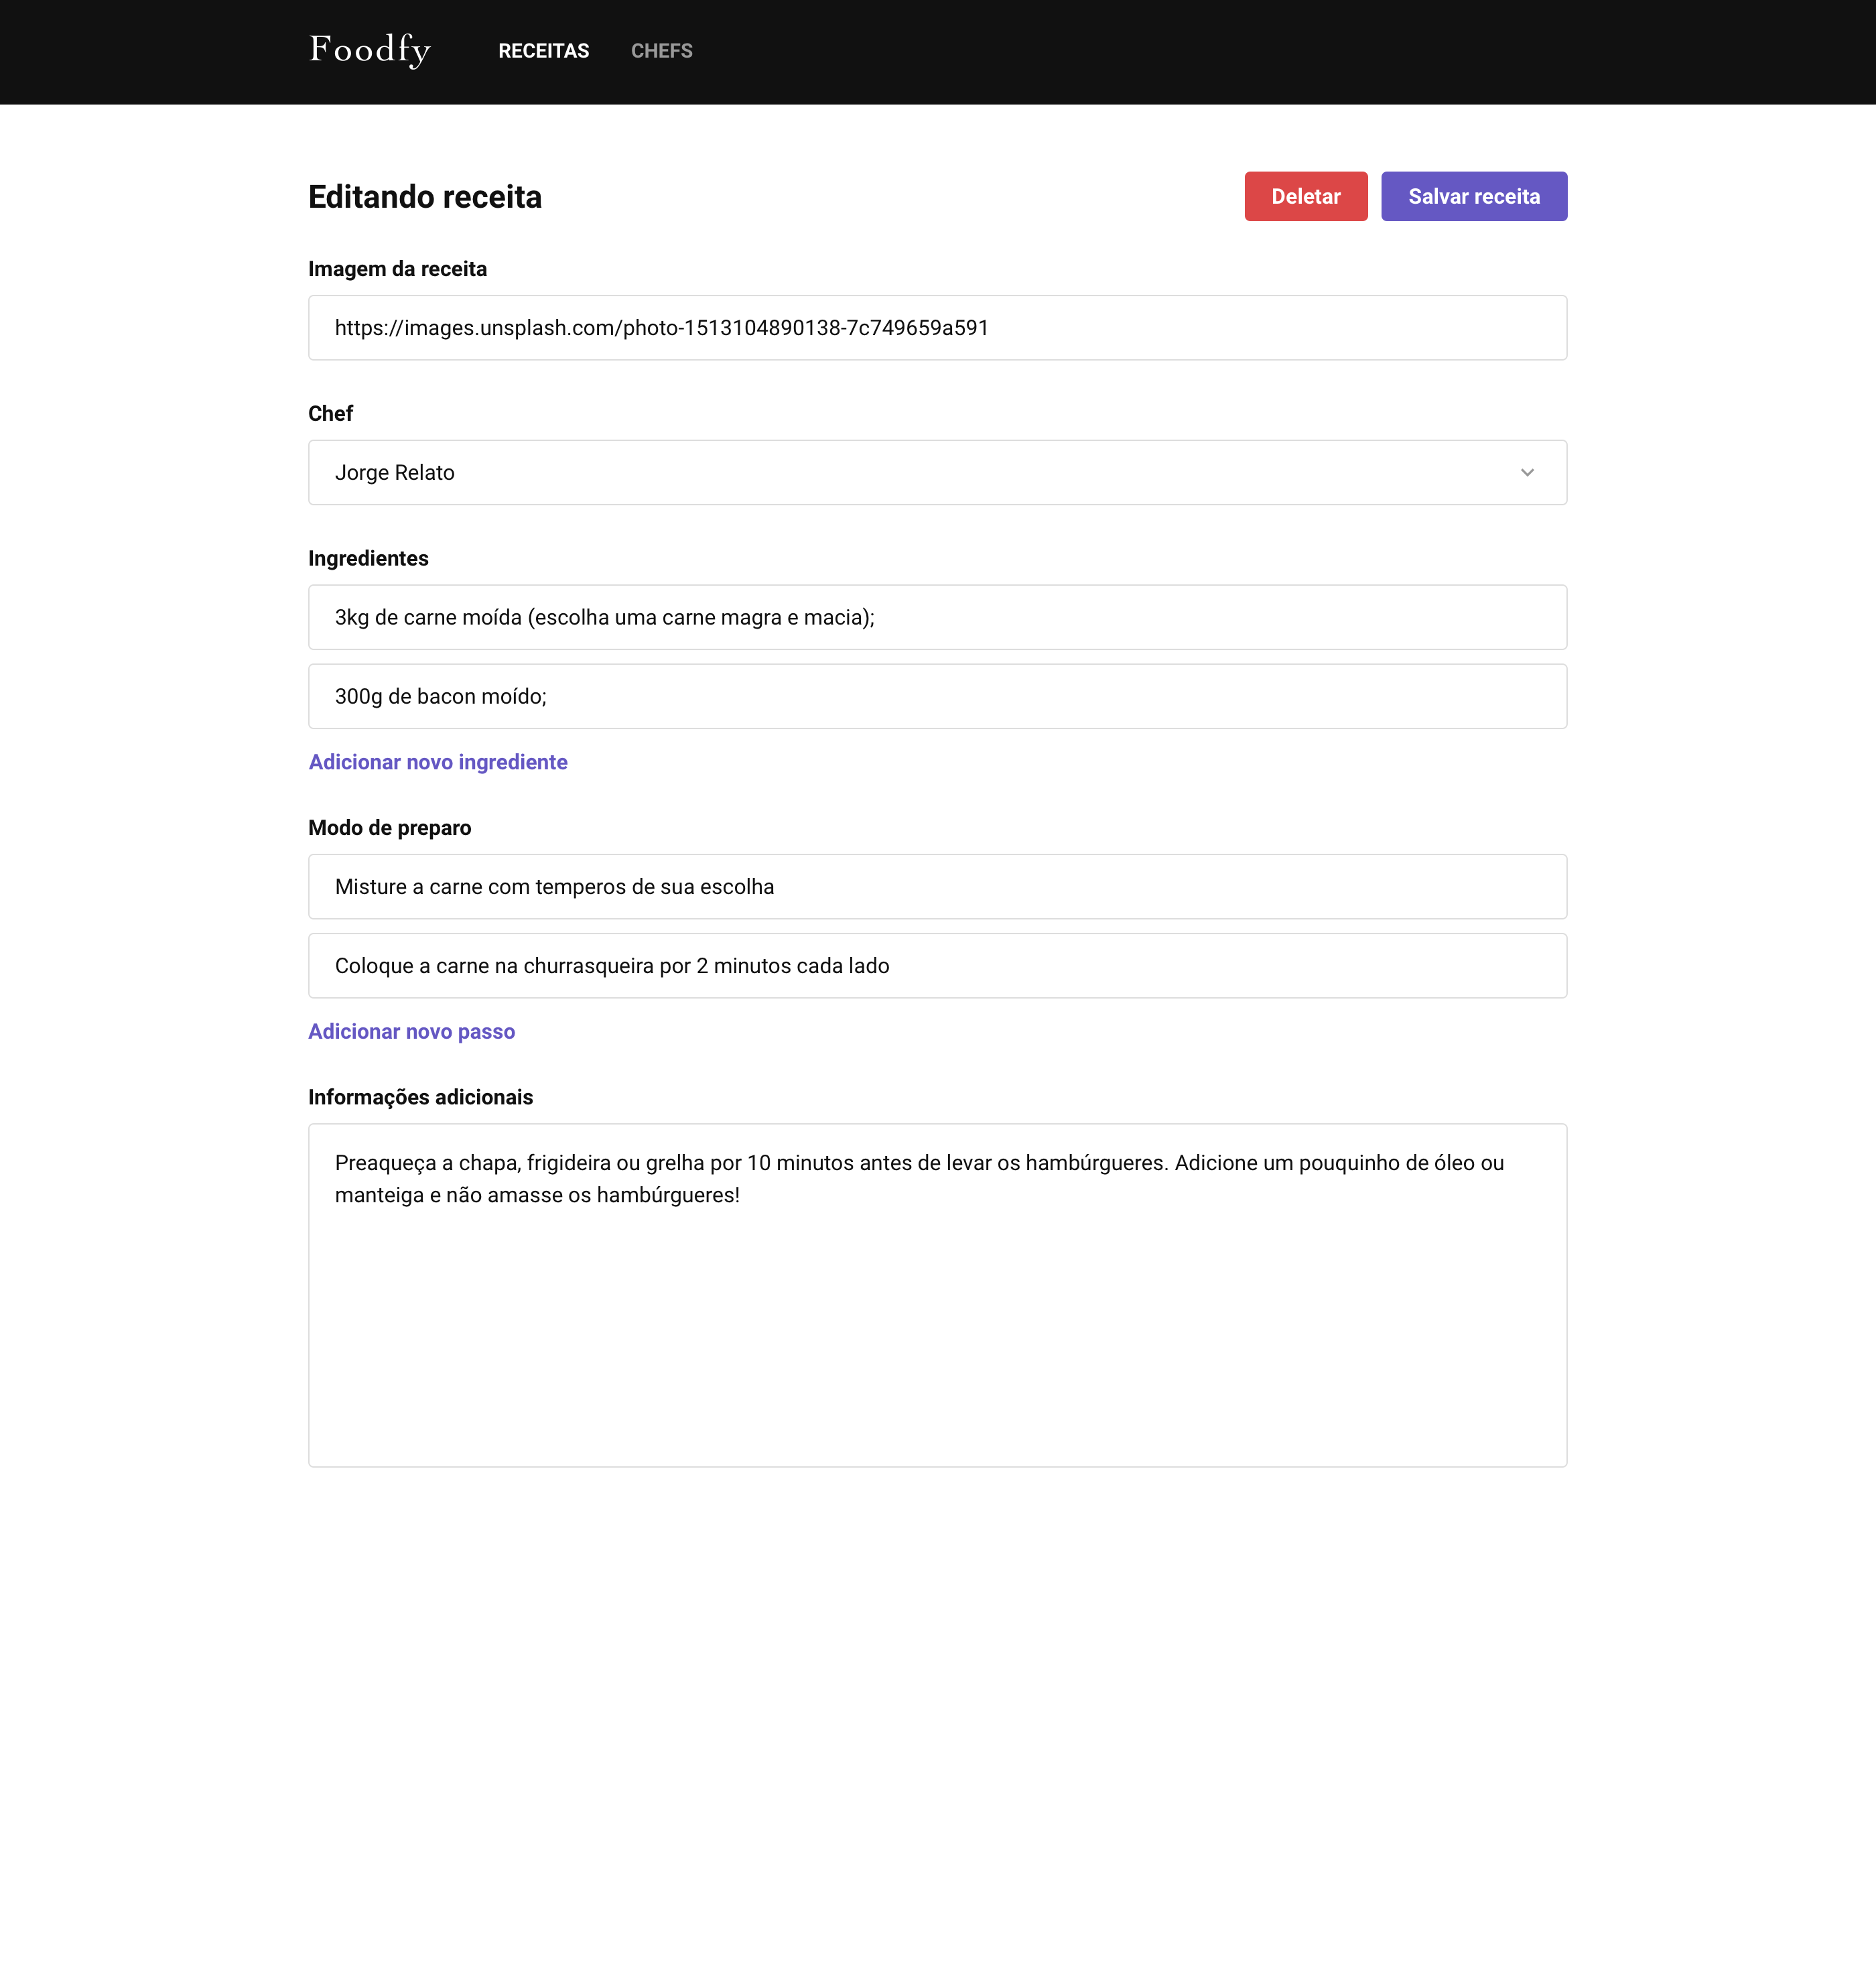 Foodfy
RECEITAS
CHEFS
Editando receita
Deletar
Salvar receita
Imagem da receita
https://images.unsplash.com/photo-1513104890138-7c749659a591
Chef
Jorge Relato
Ingredientes
3kg de carne moída (escolha uma carne magra e macia);
300g de bacon moído;
Adicionar novo ingrediente
Modo de preparo
Misture a carne com temperos de sua escolha
Coloque a carne na churrasqueira por 2 minutos cada lado
Adicionar novo passo
Informações adicionais
Preaqueça a chapa, frigideira ou grelha por 10 minutos antes de levar os hambúrgueres. Adicione um pouquinho de óleo ou
manteiga e não amasse os hambúrgueres!